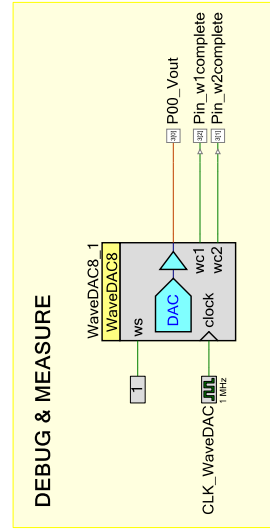 DEBUG & MEASURE
WaveDAC8_1
WaveDAC8
ws
1
DAC
clock
wc1
wc2
CLK_WaveDAC
1 MHz
3[0]
P00_Vout
3[2]
Pin_w1complete
3[1]
Pin_w2complete